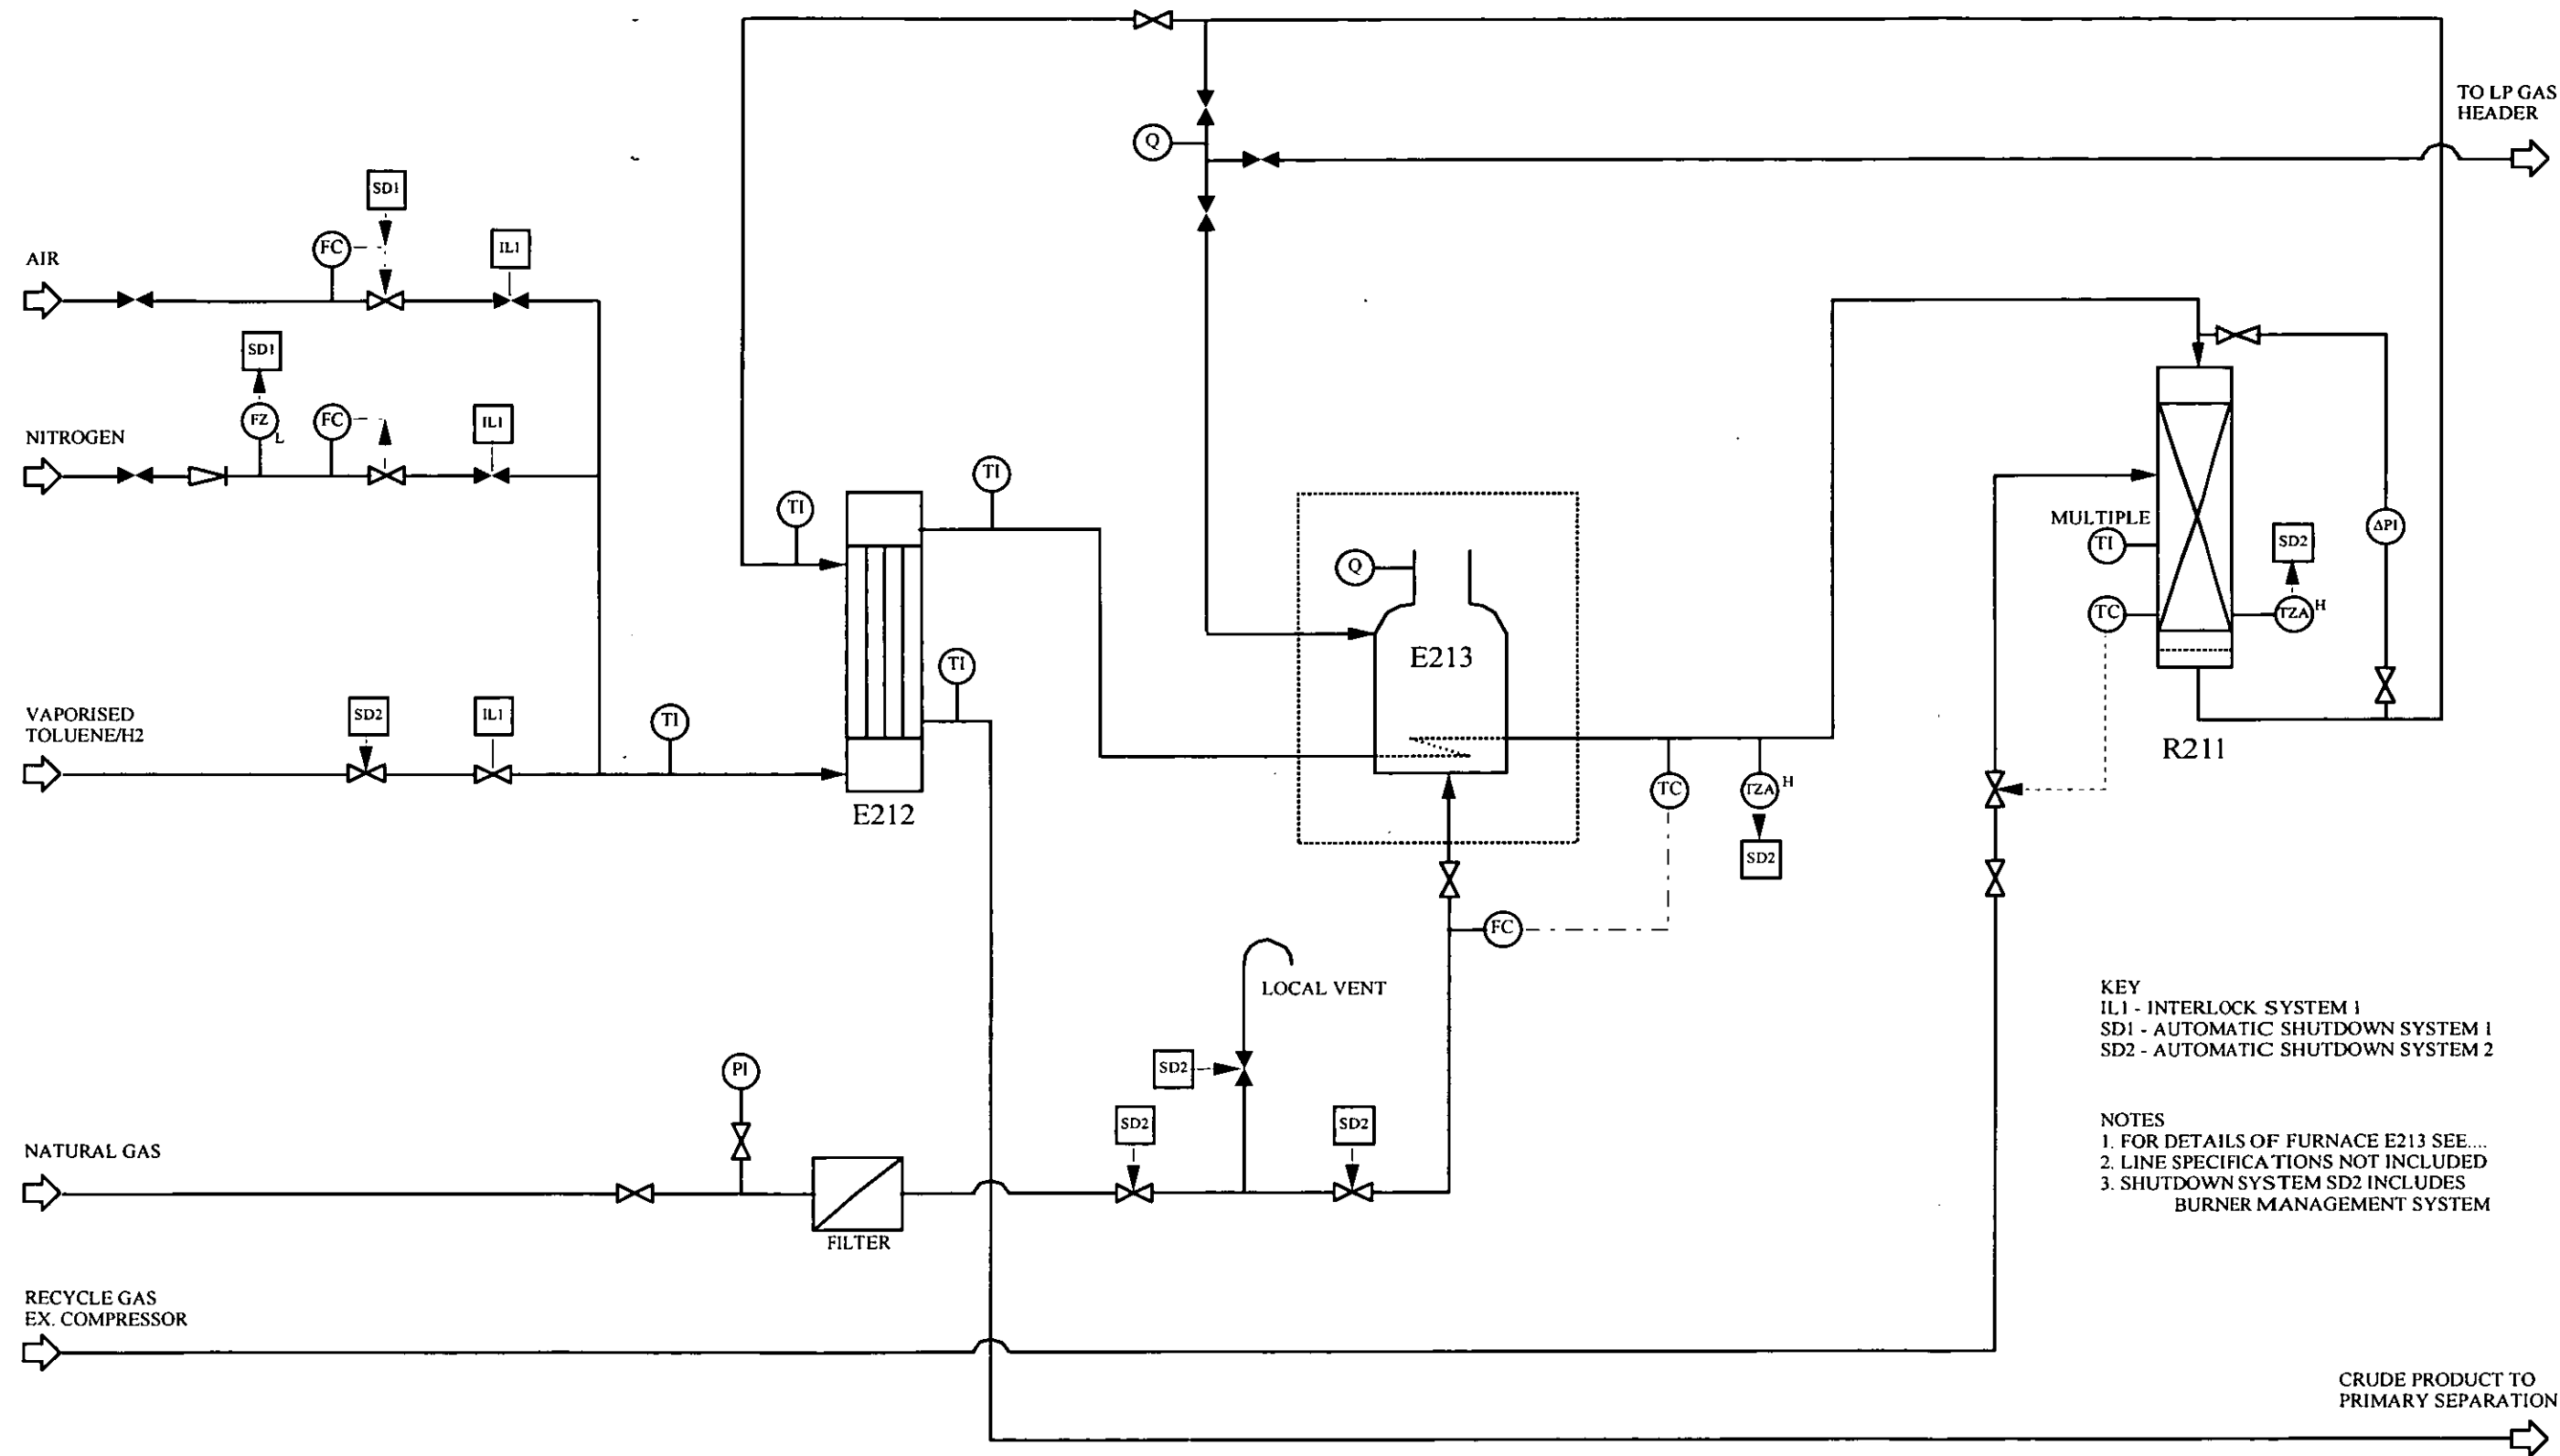 TO LP GAS
HEADER
Q
SD1
FC
IL1
AIR
SD1
FZ
L
FC
IL1
NITROGEN
TI
TI
MULTIPLE
TI
SD2
ΔPI
Q
TC
TZA
H
E213
TI
VAPORISED
TOLUENE/H2
SD2
IL1
TI
R211
E212
TC
TZA
H
SD2
FC
LOCAL VENT
KEY
IL1 - INTERLOCK SYSTEM 1
SD1 - AUTOMATIC SHUTDOWN SYSTEM 1
SD2 - AUTOMATIC SHUTDOWN SYSTEM 2
PI
SD2
SD2
SD2
NATURAL GAS
FILTER
NOTES
1. FOR DETAILS OF FURNACE E213 SEE....
2. LINE SPECIFICATIONS NOT INCLUDED
3. SHUTDOWN SYSTEM SD2 INCLUDES
BURNER MANAGEMENT SYSTEM
RECYCLE GAS
EX. COMPRESSOR
CRUDE PRODUCT TO
PRIMARY SEPARATION